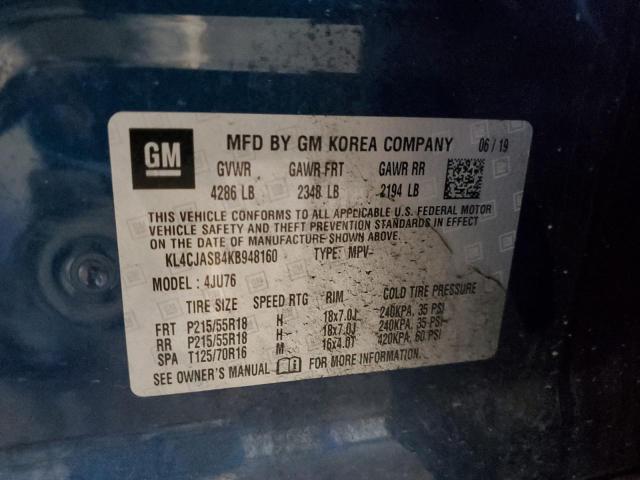 GM MFD BY GM KOREA COMPANY 06/19
GVWR GAWR FRT GAWR RR
4286 LB 2348 LB 2194 LB
THIS VEHICLE CONFORMS TO ALL APPLICABLE U.S. FEDERAL MOTOR
VEHICLE SAFETY AND THEFT PREVENTION STANDARDS IN EFFECT
ON THE DATE OF MANUFACTURE SHOWN ABOVE.
KL4CJASB4KB948160 TYPE: MPV-
MODEL : 4JU76
TIRE SIZE SPEED RTG RIM COLD TIRE PRESSURE
FRT P215/55R18 H- 18x7.0J 240KPA, 35 PSI
RR P215/55R18 H- 18x7.0J 240KPA, 35 PSI
SPA T125/70R16 M 16x4.0T 420KPA, 60 PSI
SEE OWNER'S MANUAL i FOR MORE INFORMATION.